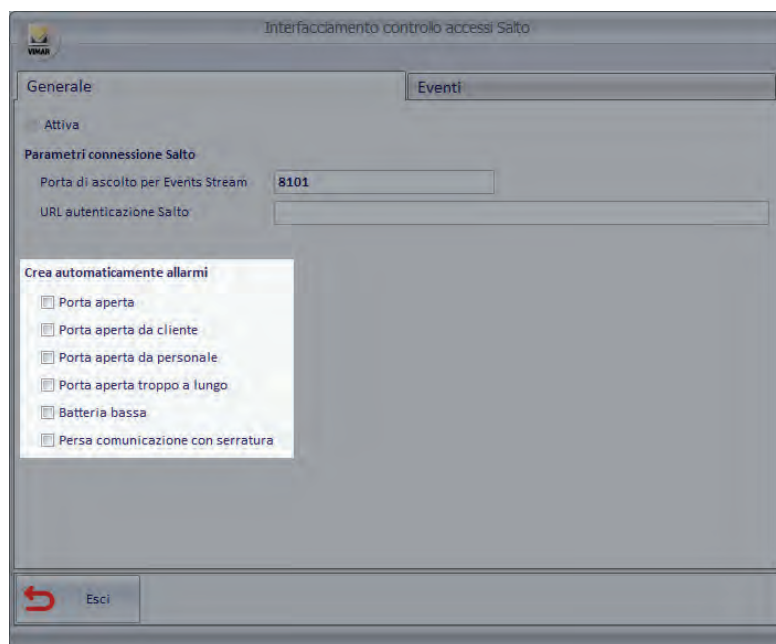 Interfacciamento controllo accessi Salto
VIMAR
Generale
Eventi
Attiva
Parametri connessione Salto
Porta di ascolto per Events Stream 8101
URL autenticazione Salto
Crea automaticamente allarmi
Porta aperta
Porta aperta da cliente
Porta aperta da personale
Porta aperta troppo a lungo
Batteria bassa
Persa comunicazione con serratura
Esci